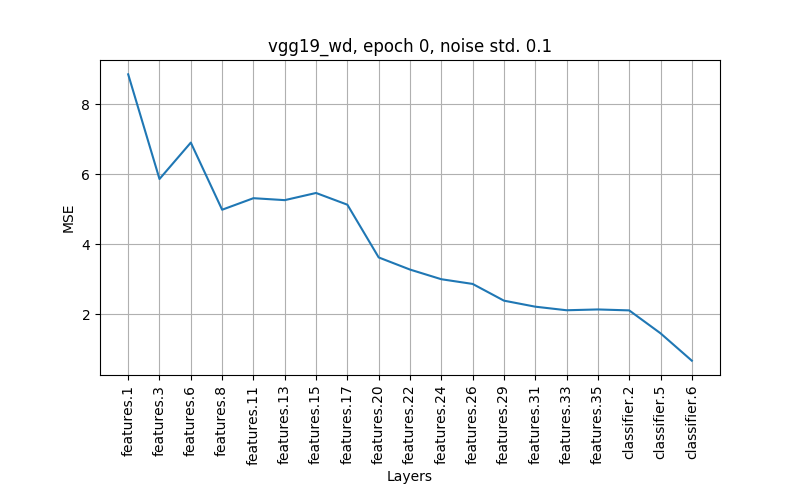 vgg19_wd, epoch 0, noise std. 0.1
8
6
4
2
MSE
features.1
features.3
features.6
features.8
features.11
features.13
features.15
features.17
features.20
features.22
features.24
features.26
features.29
features.31
features.33
features.35
classifier.2
classifier.5
classifier.6
Layers